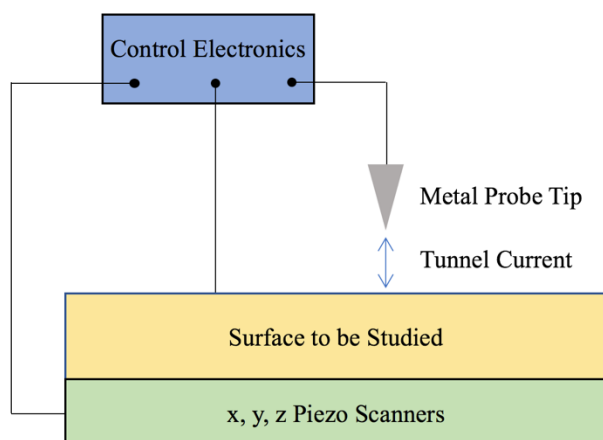 Control Electronics
Metal Probe Tip
Tunnel Current
Surface to be Studied
x, y, z Piezo Scanners